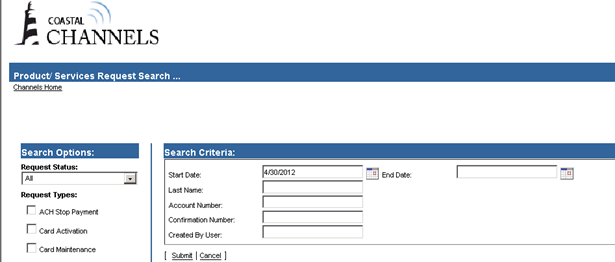 COASTAL
CHANNELS
Product/ Services Request Search ...
Channels Home
Search Options:
Request Status:
All
Request Types:
ACH Stop Payment
Card Activation
Card Maintenance
Search Criteria:
Start Date: 4/30/2012 End Date:
Last Name:
Account Number:
Confirmation Number:
Created By User:
[ Submit | Cancel ]